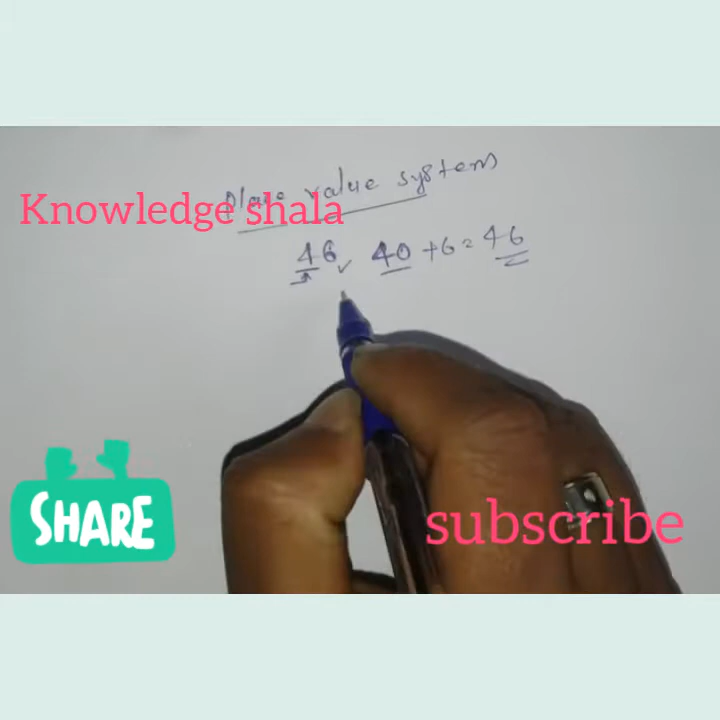 Place value system
Knowledge shala
46, 40 + 6 = 46
SHARE
subscribe